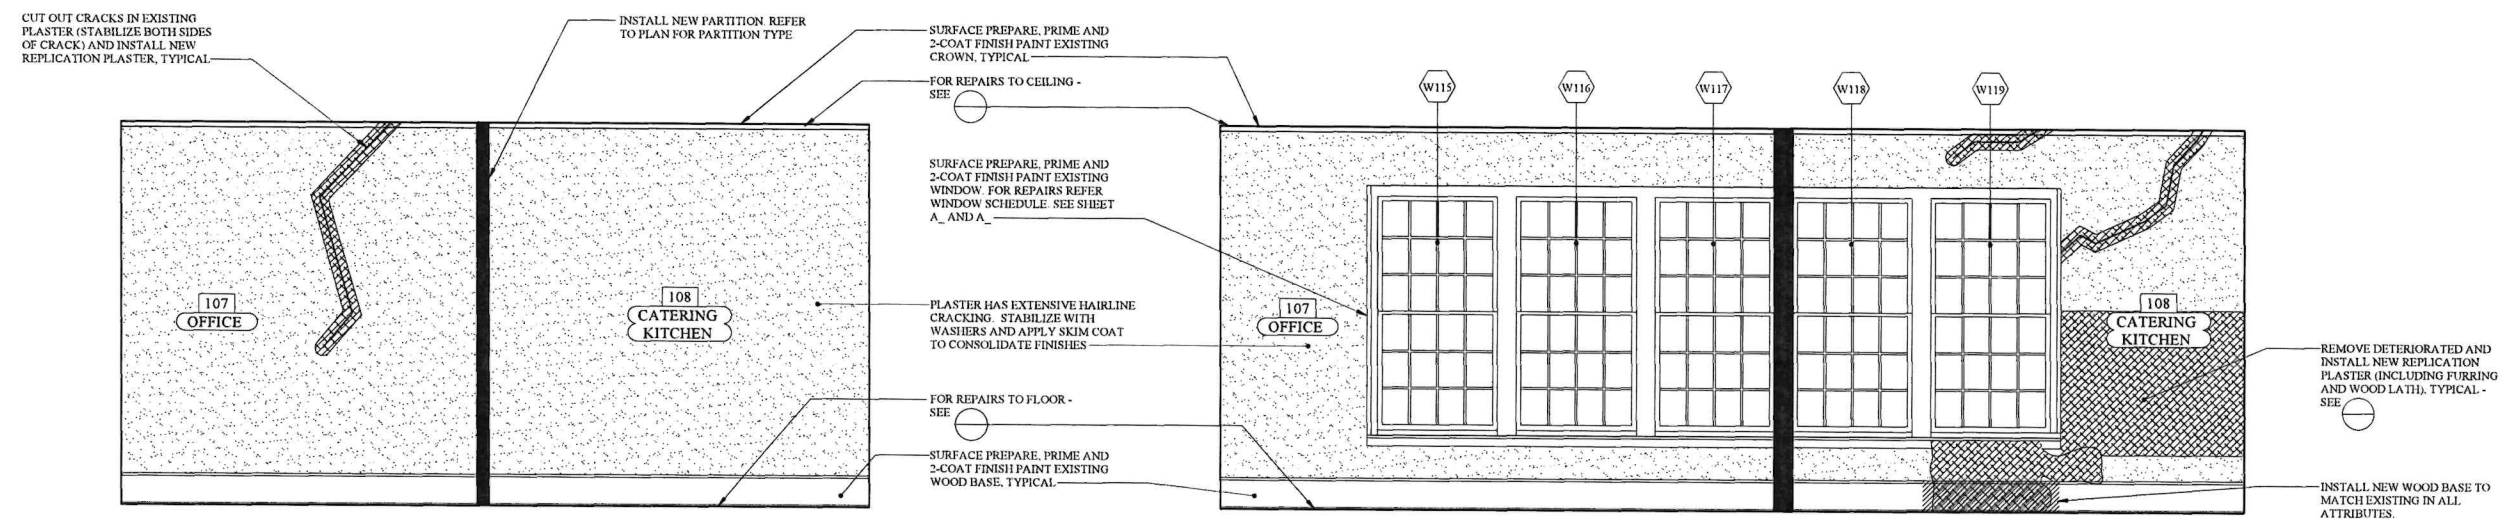 CUT OUT CRACKS IN EXISTING
PLASTER (STABILIZE BOTH SIDES
OF CRACK) AND INSTALL NEW
REPLICATION PLASTER, TYPICAL
INSTALL NEW PARTITION. REFER
TO PLAN FOR PARTITION TYPE
SURFACE PREPARE, PRIME AND
2-COAT FINISH PAINT EXISTING
CROWN, TYPICAL
FOR REPAIRS TO CEILING -
SEE
SURFACE PREPARE, PRIME AND
2-COAT FINISH PAINT EXISTING
WINDOW. FOR REPAIRS REFER
WINDOW SCHEDULE. SEE SHEET
A_ AND A_
PLASTER HAS EXTENSIVE HAIRLINE
CRACKING. STABILIZE WITH
WASHERS AND APPLY SKIM COAT
TO CONSOLIDATE FINISHES
FOR REPAIRS TO FLOOR -
SEE
SURFACE PREPARE, PRIME AND
2-COAT FINISH PAINT EXISTING
WOOD BASE, TYPICAL
107
OFFICE
108
CATERING
KITCHEN
W115
W116
W117
W118
W119
107
OFFICE
108
CATERING
KITCHEN
REMOVE DETERIORATED AND
INSTALL NEW REPLICATION
PLASTER (INCLUDING FURRING
AND WOOD LATH), TYPICAL -
SEE
INSTALL NEW WOOD BASE TO
MATCH EXISTING IN ALL
ATTRIBUTES.